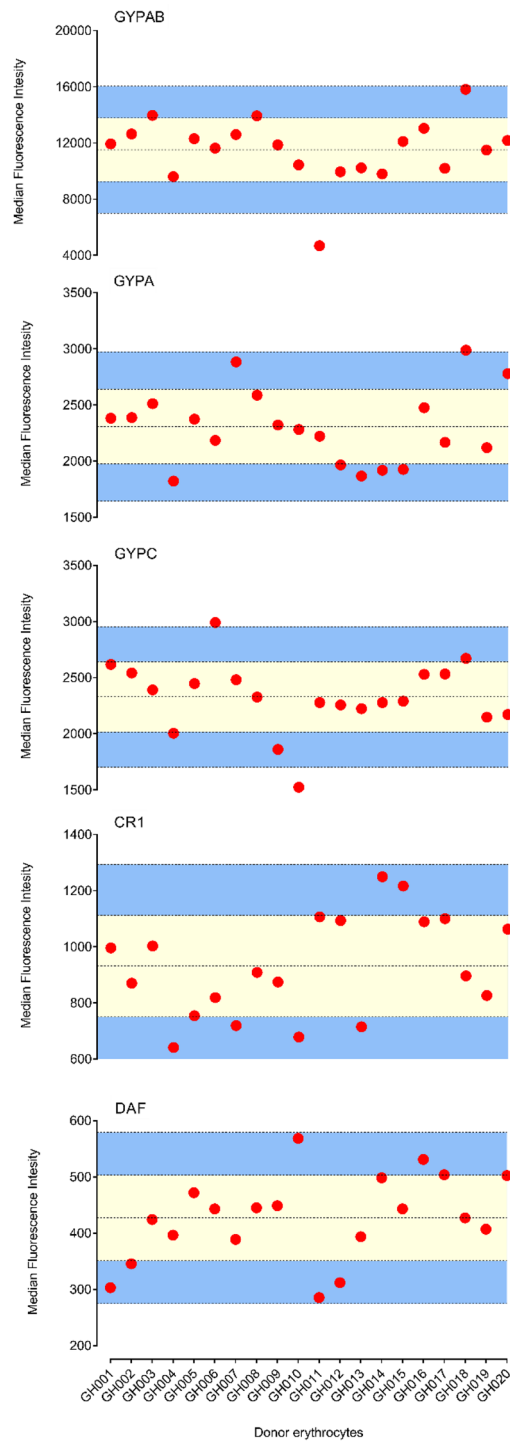 GYPAB
Median Fluorescence Intesity
20000
16000
12000
8000
4000
GYPA
Median Fluorescence Intesity
3500
3000
2500
2000
1500
GYPC
Median Fluorescence Intesity
3500
3000
2500
2000
1500
CR1
Median Fluorescence Intesity
1400
1200
1000
800
600
DAF
Median Fluorescence Intesity
600
500
400
300
200
GH001
GH002
GH003
GH004
GH005
GH006
GH007
GH008
GH009
GH010
GH011
GH012
GH013
GH014
GH015
GH016
GH017
GH018
GH019
GH020
Donor erythrocytes